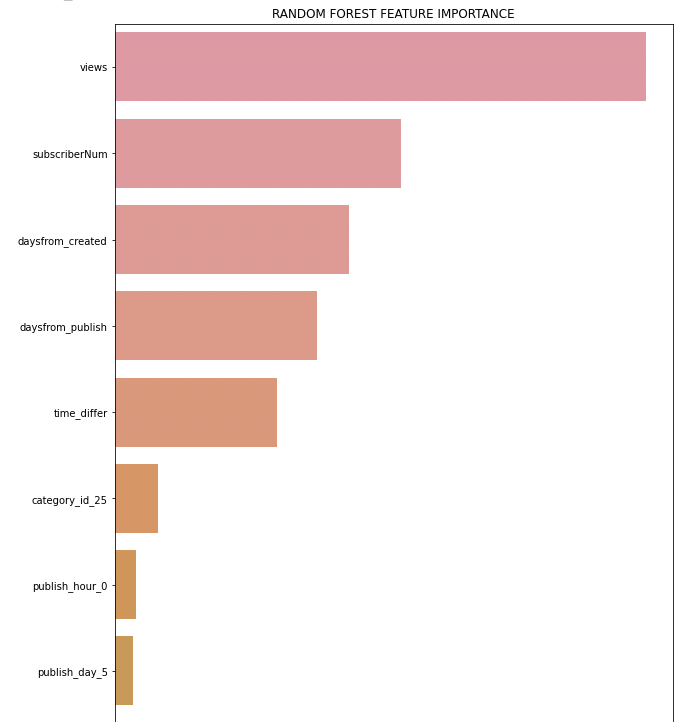 RANDOM FOREST FEATURE IMPORTANCE
views
subscriberNum
daysfrom_created
daysfrom_publish
time_differ
category_id_25
publish_hour_0
publish_day_5